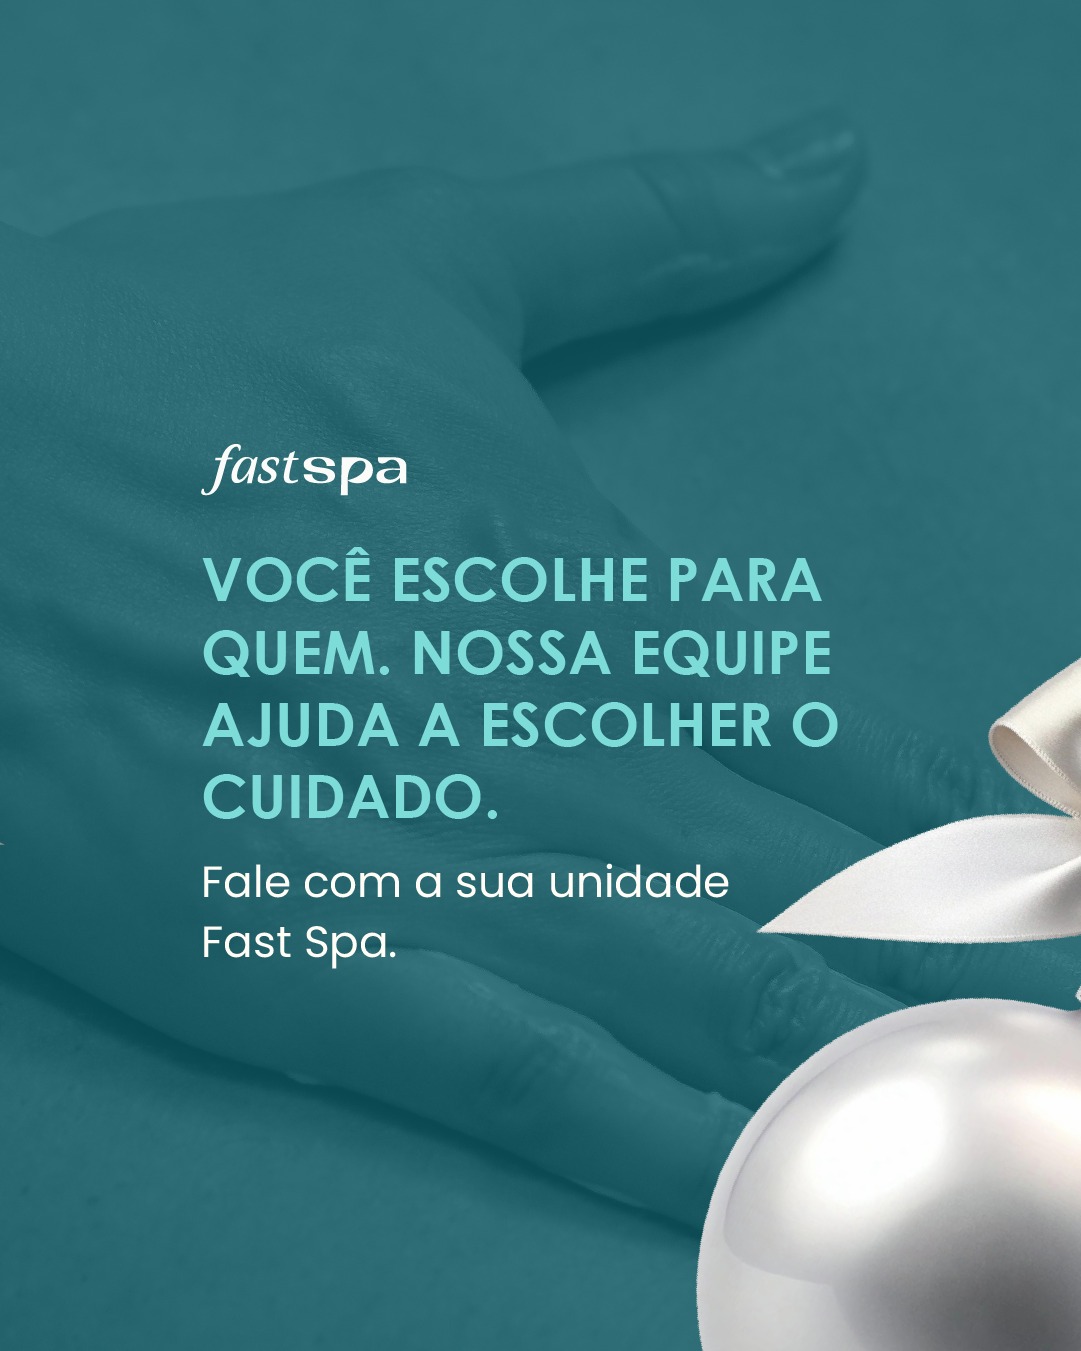 fastspa
VOCÊ ESCOLHE PARA
QUEM. NOSSA EQUIPE
AJUDA A ESCOLHER O
CUIDADO.
Fale com a sua unidade
Fast Spa.